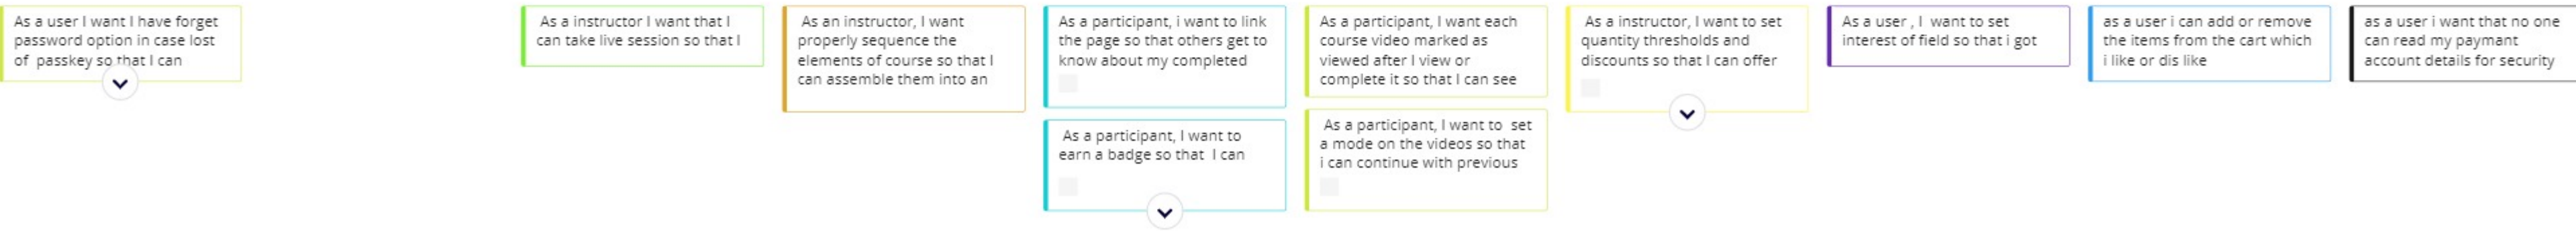 As a user I want I have forget
password option in case lost
of passkey so that I can
As a instructor I want that I
can take live session so that I
As an instructor, I want
properly sequence the
elements of course so that I
can assemble them into an
As a participant, i want to link
the page so that others get to
know about my completed
As a participant, I want to
earn a badge so that I can
As a participant, I want each
course video marked as
viewed after I view or
complete it so that I can see
As a participant, I want to set
a mode on the videos so that
i can continue with previous
As a instructor, I want to set
quantity thresholds and
discounts so that I can offer
As a user , I want to set
interest of field so that i got
as a user i can add or remove
the items from the cart which
i like or dis like
as a user i want that no one
can read my paymant
account details for security